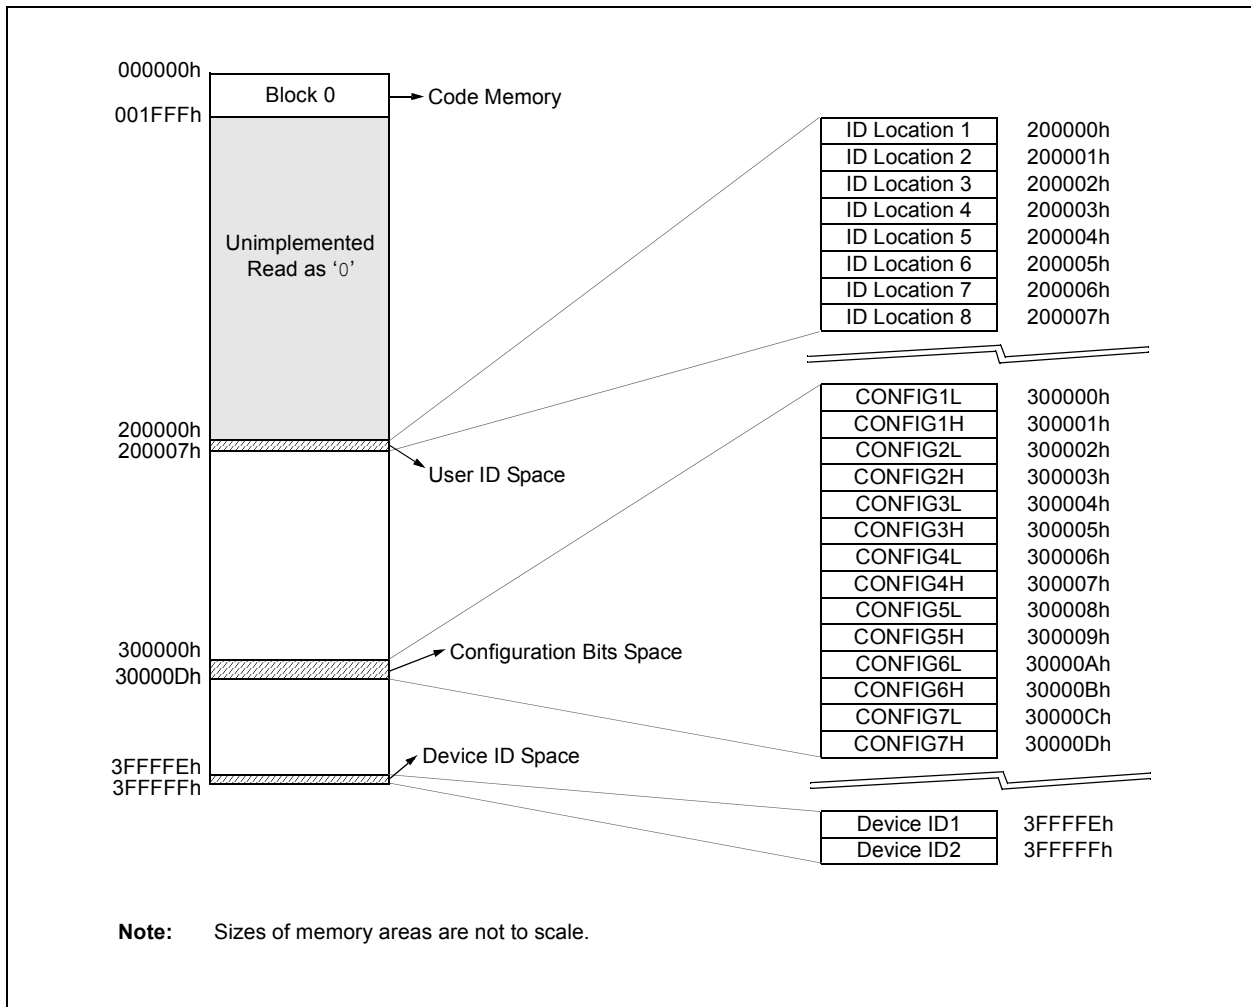 000000h
Block 0
Code Memory
001FFFh
Unimplemented
Read as ‘0’
200000h
200007h
User ID Space
300000h
30000Dh
Configuration Bits Space
3FFFFEh
3FFFFFh
Device ID Space
ID Location 1 200000h
ID Location 2 200001h
ID Location 3 200002h
ID Location 4 200003h
ID Location 5 200004h
ID Location 6 200005h
ID Location 7 200006h
ID Location 8 200007h
CONFIG1L 300000h
CONFIG1H 300001h
CONFIG2L 300002h
CONFIG2H 300003h
CONFIG3L 300004h
CONFIG3H 300005h
CONFIG4L 300006h
CONFIG4H 300007h
CONFIG5L 300008h
CONFIG5H 300009h
CONFIG6L 30000Ah
CONFIG6H 30000Bh
CONFIG7L 30000Ch
CONFIG7H 30000Dh
Device ID1 3FFFFEh
Device ID2 3FFFFFh
Note: Sizes of memory areas are not to scale.